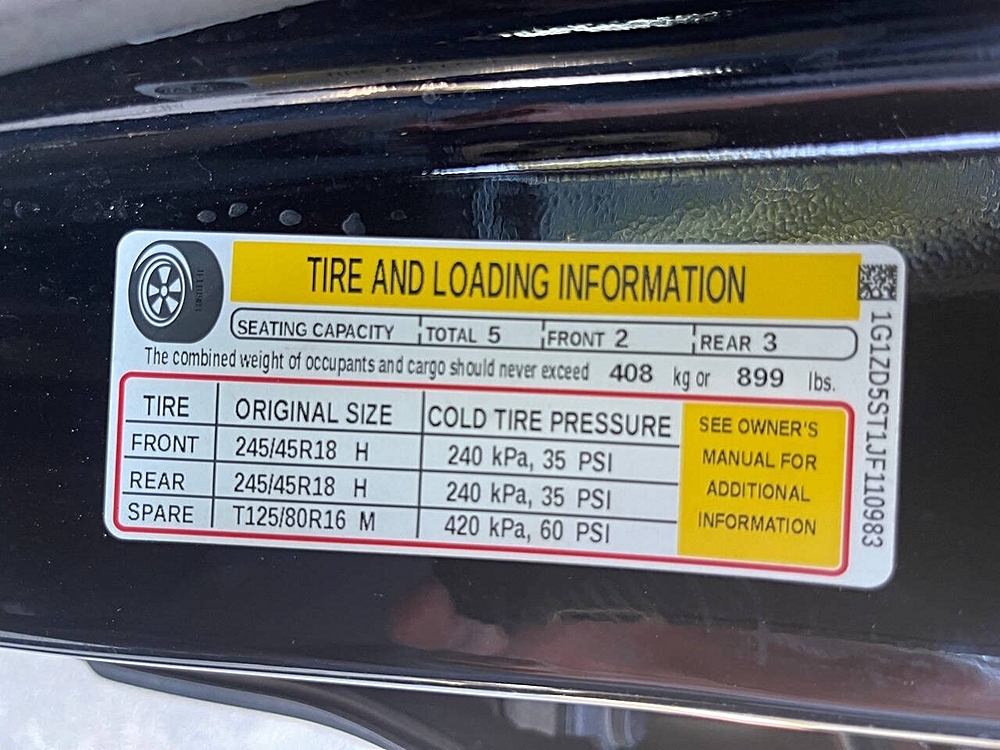 TIRE AND LOADING INFORMATION
SEATING CAPACITY TOTAL 5 FRONT 2 REAR 3
The combined weight of occupants and cargo should never exceed 408 kg or 899 lbs.
TIRE ORIGINAL SIZE COLD TIRE PRESSURE
FRONT 245/45R18 H 240 kPa, 35 PSI
REAR 245/45R18 H 240 kPa, 35 PSI
SPARE T125/80R16 M 420 kPa, 60 PSI
SEE OWNER'S
MANUAL FOR
ADDITIONAL
INFORMATION
1G1ZD5ST1JF110983